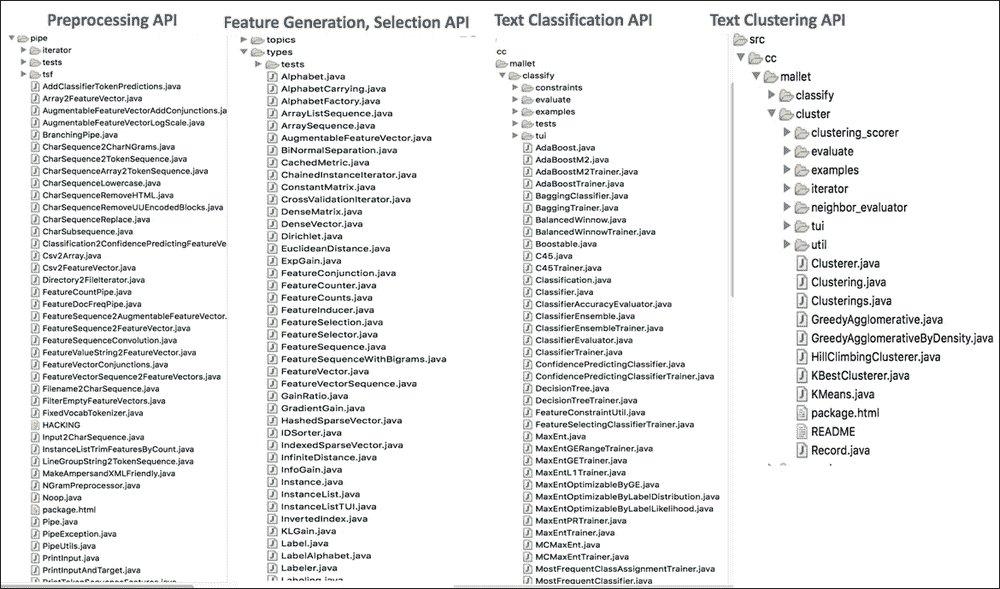 Preprocessing API
pipe
iterator
tests
tsf
AddClassifierTokenPredictions.java
Array2FeatureVector.java
AugmentableFeatureVectorAddConjunctions.ja
AugmentableFeatureVectorLogScale.java
BranchingPipe.java
CharSequence2CharNGrams.java
CharSequence2TokenSequence.java
CharSequenceArray2TokenSequence.java
CharSequenceLowercase.java
CharSequenceRemoveHTML.java
CharSequenceRemoveUUEncodedBlocks.java
CharSequenceReplace.java
CharSubsequence.java
Classification2ConfidencePredictingFeatureVe
Csv2Array.java
Csv2FeatureVector.java
Directory2FileIterator.java
FeatureCountPipe.java
FeatureDocFreqPipe.java
FeatureSequence2AugmentableFeatureVector.
FeatureSequence2FeatureVector.java
FeatureSequenceConvolution.java
FeatureValueString2FeatureVector.java
FeatureVectorConjunctions.java
FeatureVectorSequence2FeatureVectors.java
Filename2CharSequence.java
FilterEmptyFeatureVectors.java
FixedVocabTokenizer.java
HACKING
Input2CharSequence.java
InstanceListTrimFeaturesByCount.java
LineGroupString2TokenSequence.java
MakeAmpersandXMLFriendly.java
NGramPreprocessor.java
Noop.java
package.html
Pipe.java
PipeException.java
PipeUtils.java
PrintInput.java
PrintInputAndTarget.java
PrintTokenSequenceFeatures.java
Feature Generation, Selection API
topics
types
tests
Alphabet.java
AlphabetCarrying.java
AlphabetFactory.java
ArrayListSequence.java
ArraySequence.java
AugmentableFeatureVector.java
BiNormalSeparation.java
CachedMetric.java
ChainedInstanceIterator.java
ConstantMatrix.java
CrossValidationIterator.java
DenseMatrix.java
DenseVector.java
Dirichlet.java
EuclideanDistance.java
ExpGain.java
FeatureConjunction.java
FeatureCounter.java
FeatureCounts.java
FeatureInducer.java
FeatureSelection.java
FeatureSelector.java
FeatureSequence.java
FeatureSequenceWithBigrams.java
FeatureVector.java
FeatureVectorSequence.java
GainRatio.java
GradientGain.java
HashedSparseVector.java
IDSorter.java
IndexedSparseVector.java
InfiniteDistance.java
InfoGain.java
Instance.java
InstanceList.java
InstanceListTUI.java
InvertedIndex.java
KLGain.java
Label.java
LabelAlphabet.java
Labeler.java
Labeling.java
Text Classification API
cc
mallet
classify
constraints
evaluate
examples
tests
tui
AdaBoost.java
AdaBoostM2.java
AdaBoostM2Trainer.java
AdaBoostTrainer.java
BaggingClassifier.java
BaggingTrainer.java
BalancedWinnow.java
BalancedWinnowTrainer.java
Boostable.java
C45.java
C45Trainer.java
Classification.java
Classifier.java
ClassifierAccuracyEvaluator.java
ClassifierEnsemble.java
ClassifierEnsembleTrainer.java
ClassifierEvaluator.java
ClassifierTrainer.java
ConfidencePredictingClassifier.java
ConfidencePredictingClassifierTrainer.java
DecisionTree.java
DecisionTreeTrainer.java
FeatureConstraintUtil.java
FeatureSelectingClassifierTrainer.java
MaxEnt.java
MaxEntGERangeTrainer.java
MaxEntGETrainer.java
MaxEntL1Trainer.java
MaxEntOptimizableByGE.java
MaxEntOptimizableByLabelDistribution.java
MaxEntOptimizableByLabelLikelihood.java
MaxEntPRTrainer.java
MaxEntTrainer.java
MCMaxEnt.java
MCMaxEntTrainer.java
MostFrequentClassAssignmentTrainer.java
MostFrequentClassifier.java
Text Clustering API
src
cc
mallet
classify
cluster
clustering_scorer
evaluate
examples
iterator
neighbor_evaluator
tui
util
Clusterer.java
Clustering.java
Clusterings.java
GreedyAgglomerative.java
GreedyAgglomerativeByDensity.java
HillClimbingClusterer.java
KBestClusterer.java
KMeans.java
package.html
README
Record.java